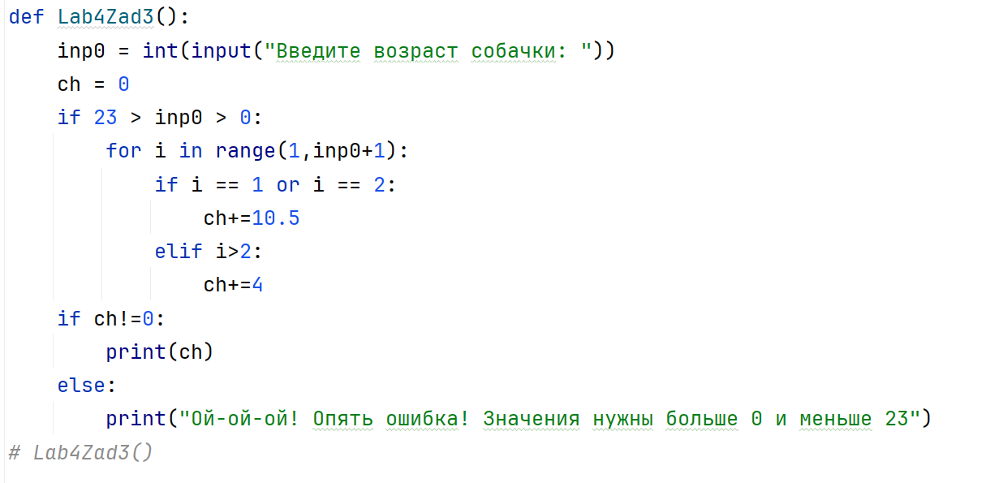 def Lab4Zad3():
    inp0 = int(input("Введите возраст собачки: "))
    ch = 0
    if 23 > inp0 > 0:
        for i in range(1,inp0+1):
            if i == 1 or i == 2:
                ch+=10.5
            elif i>2:
                ch+=4
    if ch!=0:
        print(ch)
    else:
        print("Ой-ой-ой! Опять ошибка! Значения нужны больше 0 и меньше 23")
# Lab4Zad3()